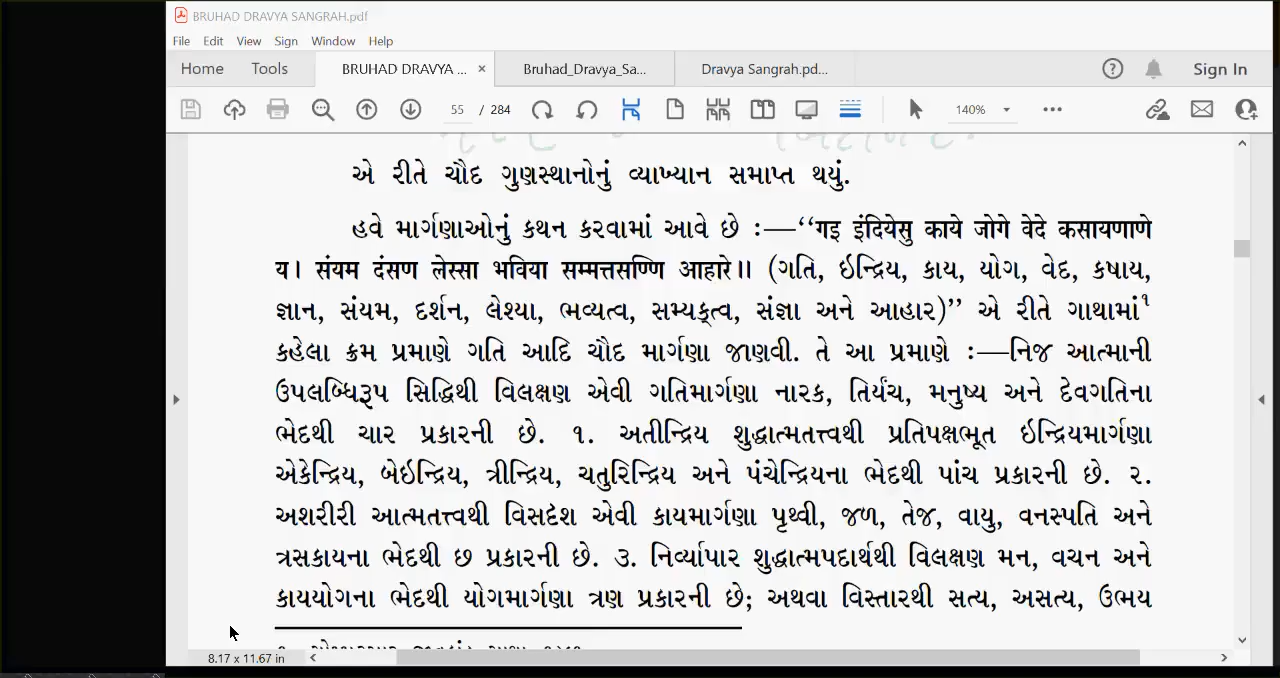 BRUHAD DRAVYA SANGRAH.pdf
File Edit View Sign Window Help
Home Tools BRUHAD DRAVYA ... × Bruhad_Dravya_Sa... Dravya Sangrah.pd... Sign In
55 / 284 140%
એ રીતે ચૌદ ગુણસ્થાનોનું વ્યાખ્યાન સમાપ્ત થયું.
હવે માર્ગણાઓનું કથન કરવામાં આવે છે :—‘‘गइ इंदियेसु काये जोगे वेदे कसायणाणे
य। संयम दंसण लेस्सा भविया सम्मत्तसण्णि आहारे।। (ગતિ, ઇન્દ્રિય, કાય, યોગ, વેદ, કષાય,
જ્ઞાન, સંયમ, દર્શન, લેશ્યા, ભવ્યત્વ, સમ્યક્ત્વ, સંજ્ઞા અને આહાર)’’ એ રીતે ગાથામાં૧
કહેલા ક્રમ પ્રમાણે ગતિ આદિ ચૌદ માર્ગણા જાણવી. તે આ પ્રમાણે :—નિજ આત્માની
ઉપલબ્ધિરૂપ સિદ્ધિથી વિલક્ષણ એવી ગતિમાર્ગણા નારક, તિર્યંચ, મનુષ્ય અને દેવગતિના
ભેદથી ચાર પ્રકારની છે. ૧. અતીન્દ્રિય શુદ્ધાત્મતત્ત્વથી પ્રતિપક્ષભૂત ઇન્દ્રિયમાર્ગણા
એકેન્દ્રિય, બેઇન્દ્રિય, ત્રીન્દ્રિય, ચતુરિન્દ્રિય અને પંચેન્દ્રિયના ભેદથી પાંચ પ્રકારની છે. ૨.
અશરીરી આત્મતત્ત્વથી વિસદૃશ એવી કાયમાર્ગણા પૃથ્વી, જળ, તેજ, વાયુ, વનસ્પતિ અને
ત્રસકાયના ભેદથી છ પ્રકારની છે. ૩. નિર્વ્યાપાર શુદ્ધાત્મપદાર્થથી વિલક્ષણ મન, વચન અને
કાયયોગના ભેદથી યોગમાર્ગણા ત્રણ પ્રકારની છે; અથવા વિસ્તારથી સત્ય, અસત્ય, ઉભય
8.17 x 11.67 in